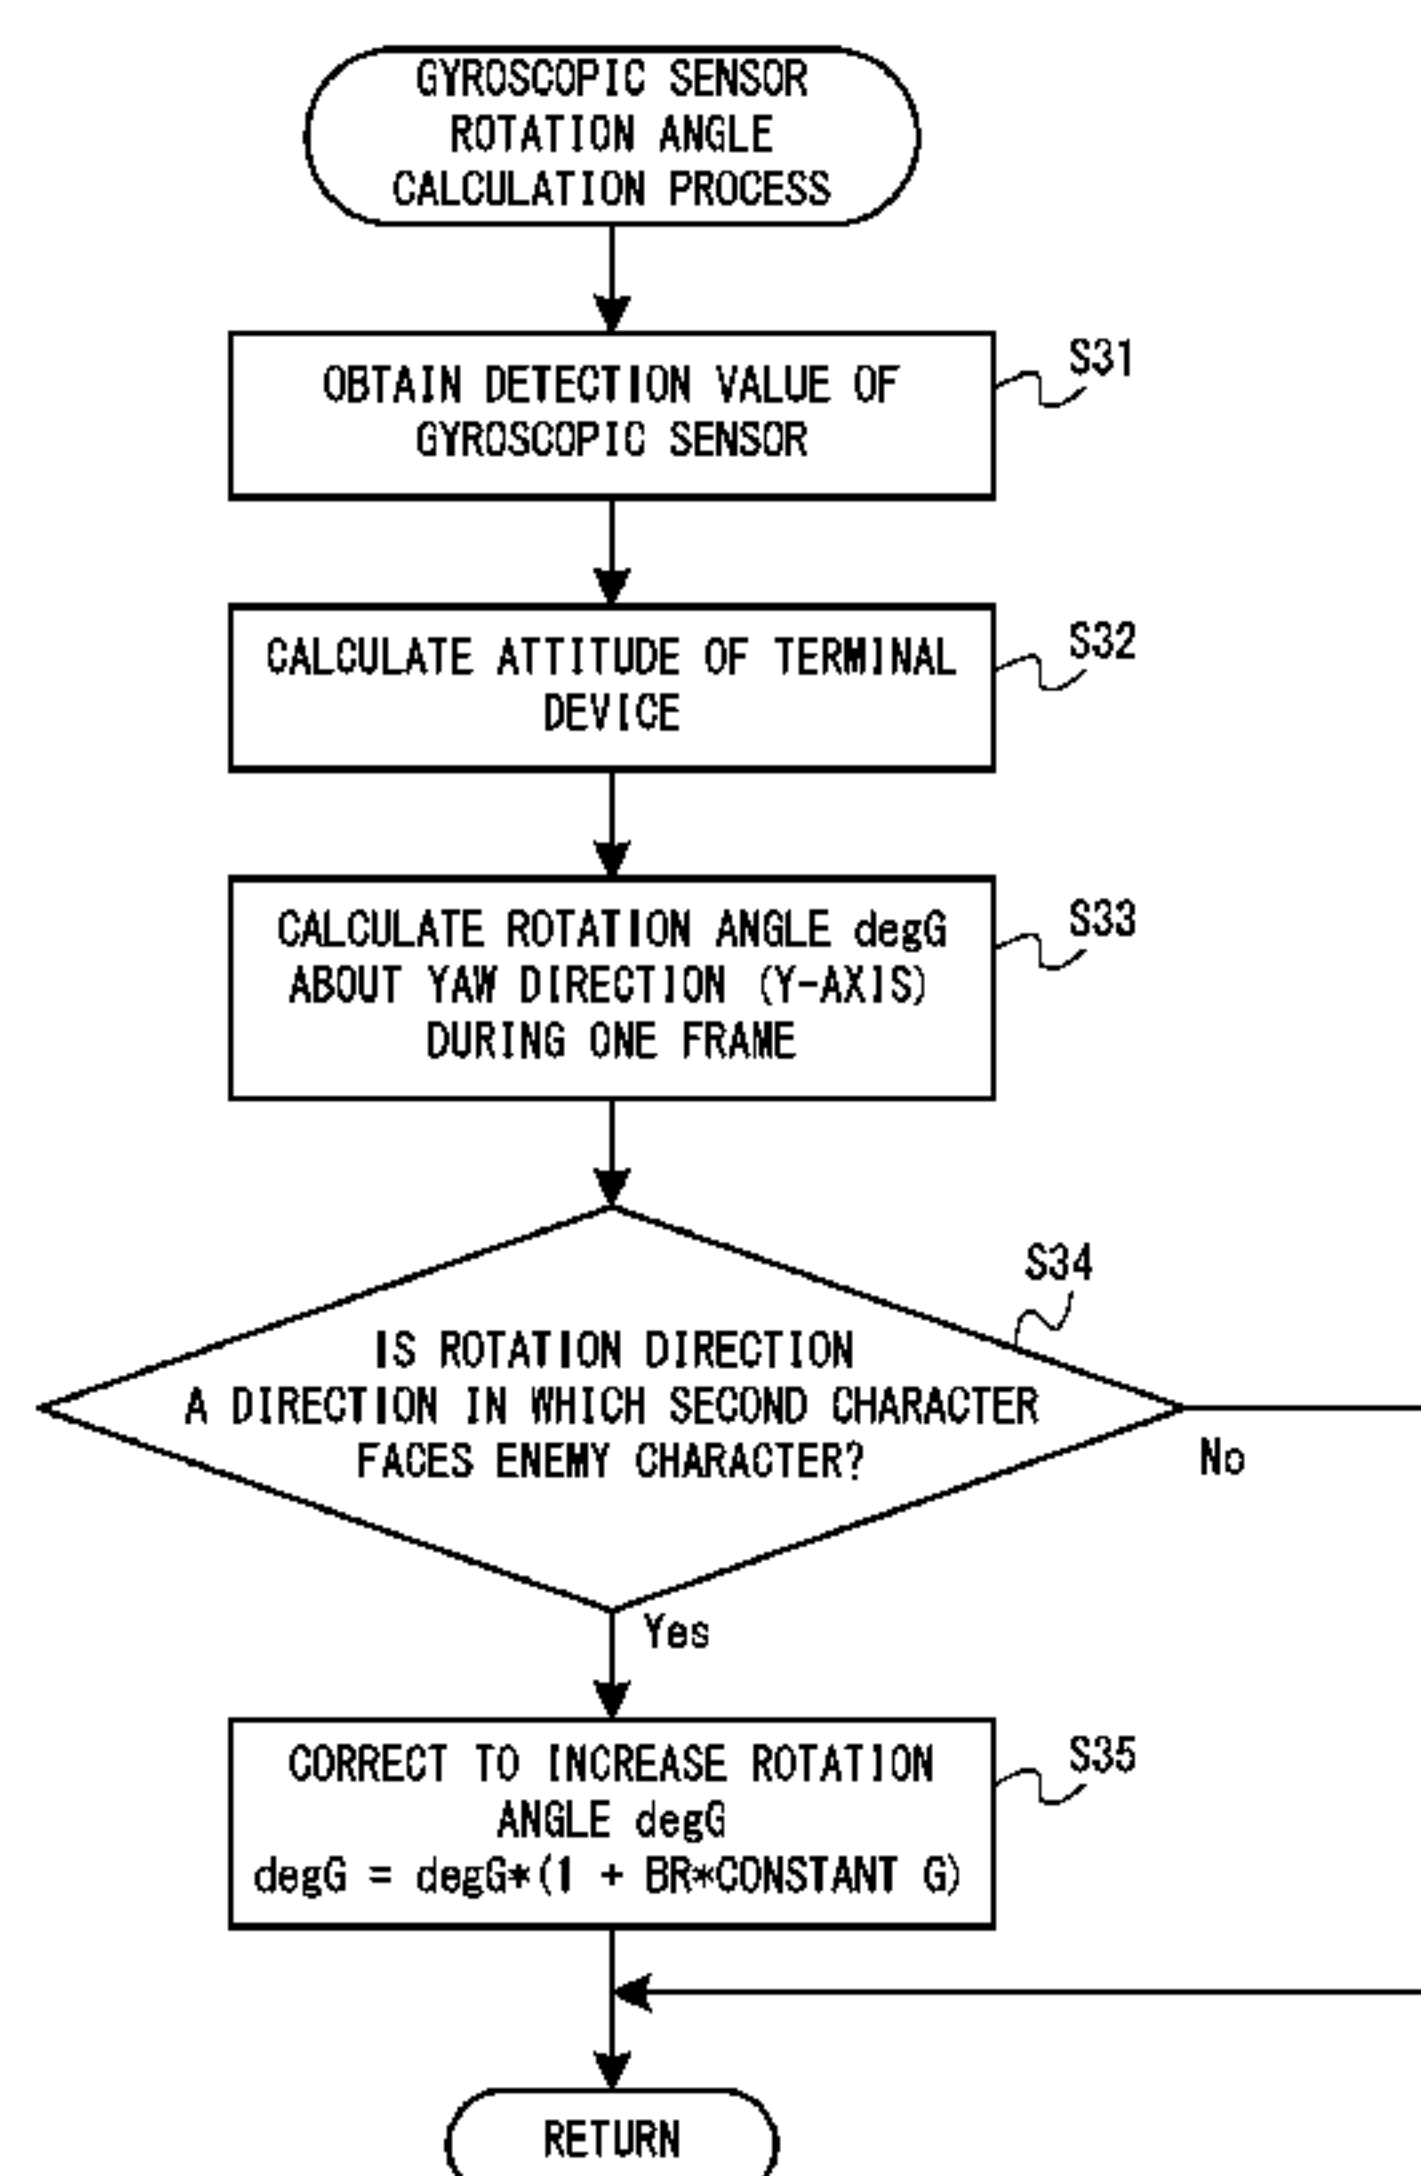 GYROSCOPIC SENSOR
ROTATION ANGLE
CALCULATION PROCESS
OBTAIN DETECTION VALUE OF
GYROSCOPIC SENSOR
S31
CALCULATE ATTITUDE OF TERMINAL
DEVICE
S32
CALCULATE ROTATION ANGLE degG
ABOUT YAW DIRECTION (Y-AXIS)
DURING ONE FRAME
S33
S34
IS ROTATION DIRECTION
A DIRECTION IN WHICH SECOND CHARACTER
FACES ENEMY CHARACTER?
No
Yes
CORRECT TO INCREASE ROTATION
ANGLE degG
degG = degG*(1 + BR*CONSTANT G)
S35
RETURN